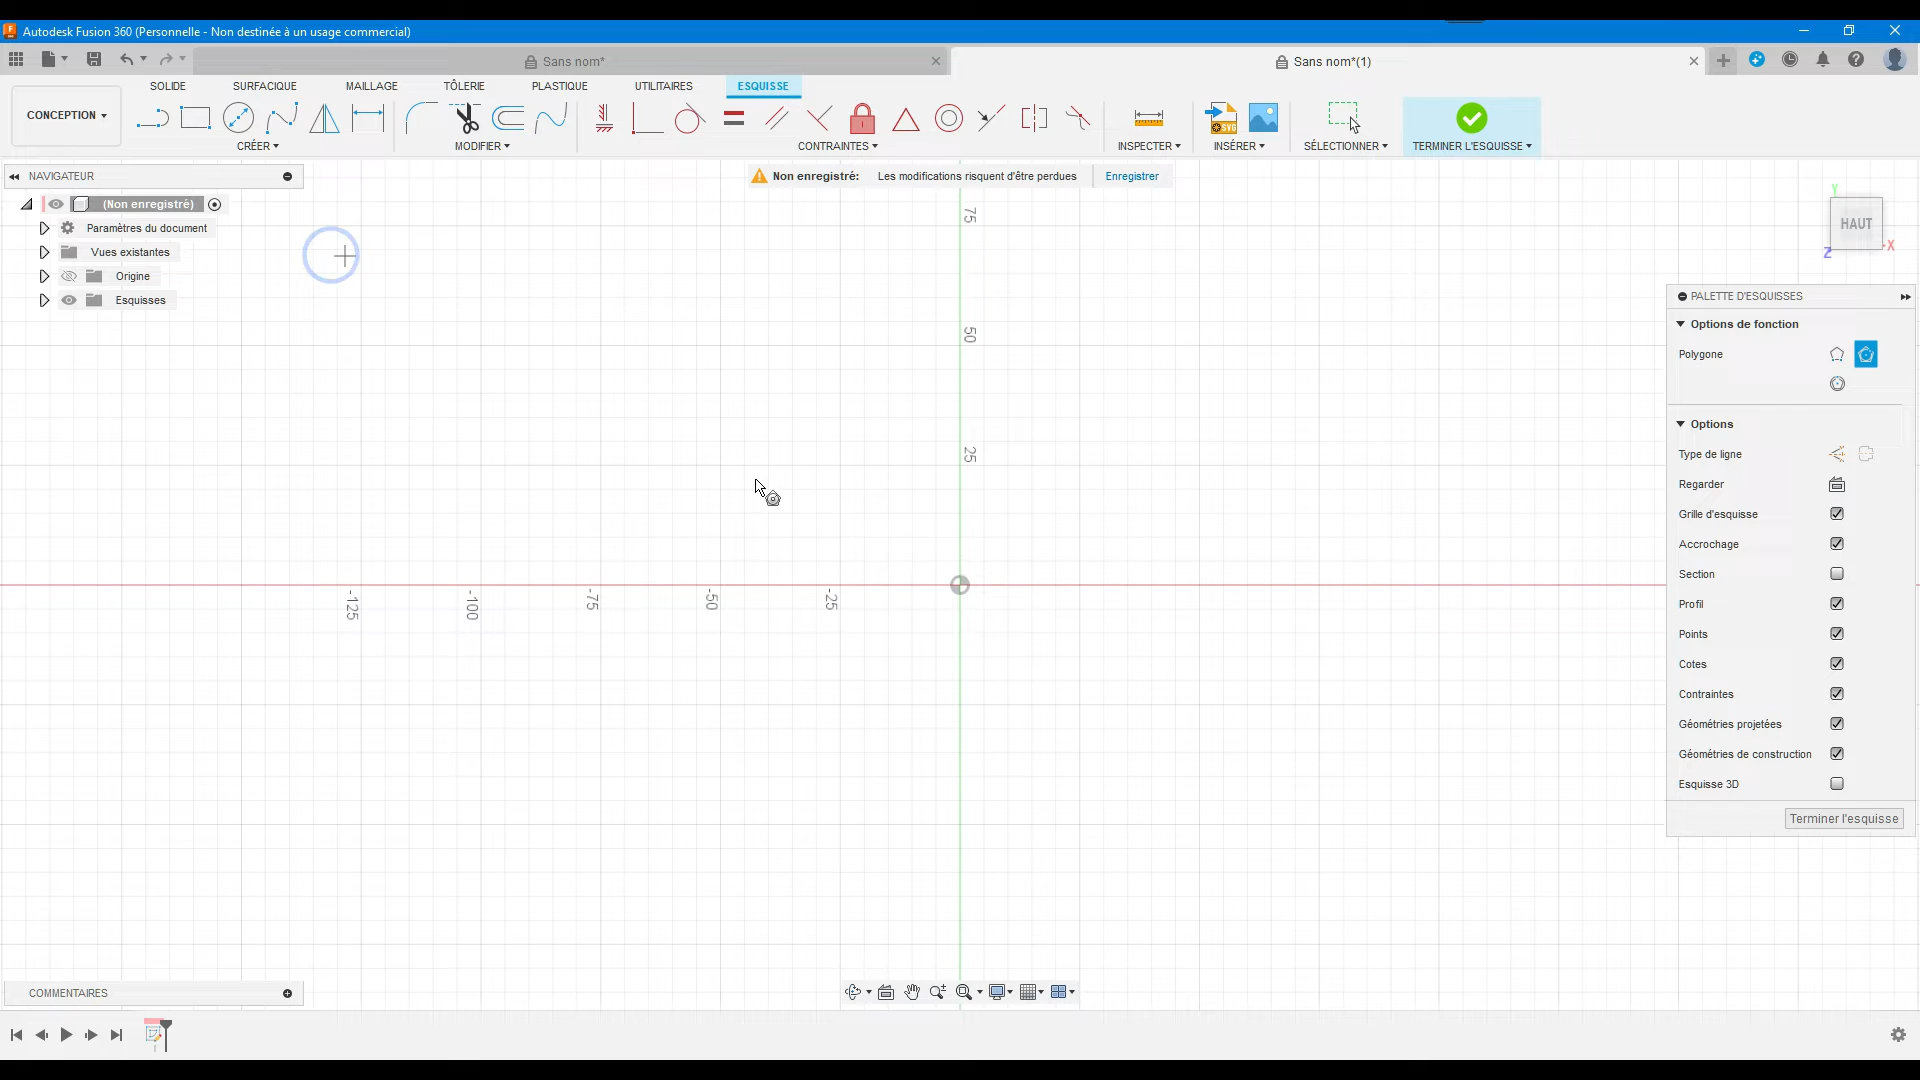 Autodesk Fusion 360 (Personnelle - Non destinée à un usage commercial)
Sans nom*
Sans nom*(1)
SOLIDE
SURFACIQUE
MAILLAGE
TÔLERIE
PLASTIQUE
UTILITAIRES
ESQUISSE
CONCEPTION
CRÉER
MODIFIER
CONTRAINTES
INSPECTER
INSÉRER
SÉLECTIONNER
TERMINER L'ESQUISSE
NAVIGATEUR
Non enregistré:
Les modifications risquent d'être perdues
Enregistrer
(Non enregistré)
Paramètres du document
Vues existantes
Origine
Esquisses
75
50
25
-125
-100
-75
-50
-25
Y
HAUT
X
Z
PALETTE D'ESQUISSES
Options de fonction
Polygone
Options
Type de ligne
Regarder
Grille d'esquisse
Accrochage
Section
Profil
Points
Cotes
Contraintes
Géométries projetées
Géométries de construction
Esquisse 3D
Terminer l'esquisse
COMMENTAIRES